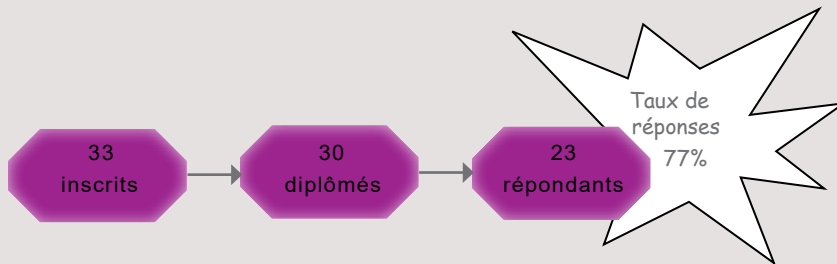 33
inscrits
30
diplômés
23
répondants
Taux de
réponses
77%